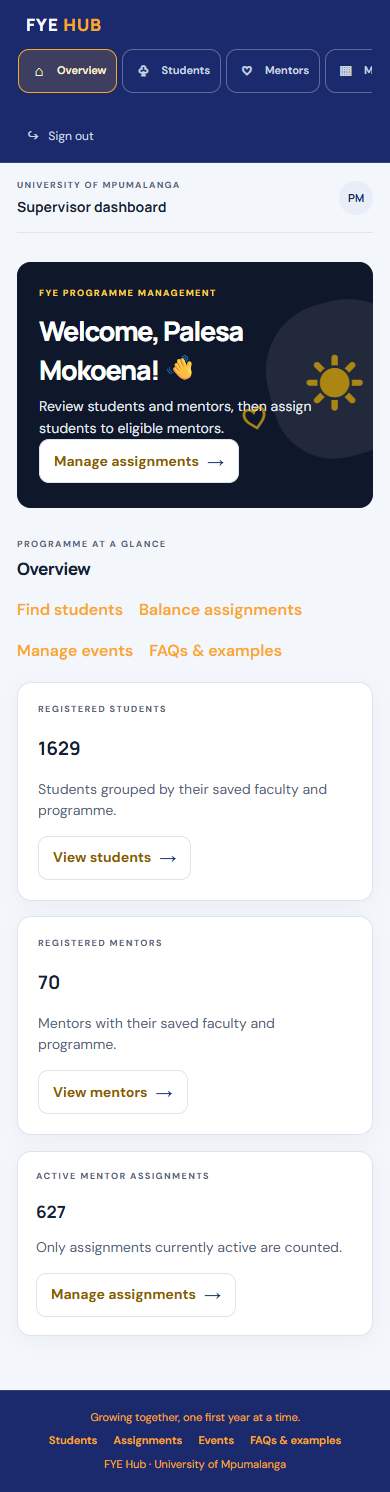 FYE HUB
Overview
Students
Mentors
M
Sign out
UNIVERSITY OF MPUMALANGA
Supervisor dashboard
PM
FYE PROGRAMME MANAGEMENT
Welcome, Palesa
Mokoena! 👋
Review students and mentors, then assign
students to eligible mentors.
Manage assignments →
PROGRAMME AT A GLANCE
Overview
Find students Balance assignments
Manage events FAQs & examples
REGISTERED STUDENTS
1629
Students grouped by their saved faculty and
programme.
View students →
REGISTERED MENTORS
70
Mentors with their saved faculty and
programme.
View mentors →
ACTIVE MENTOR ASSIGNMENTS
627
Only assignments currently active are counted.
Manage assignments →
Growing together, one first year at a time.
Students Assignments Events FAQs & examples
FYE Hub · University of Mpumalanga